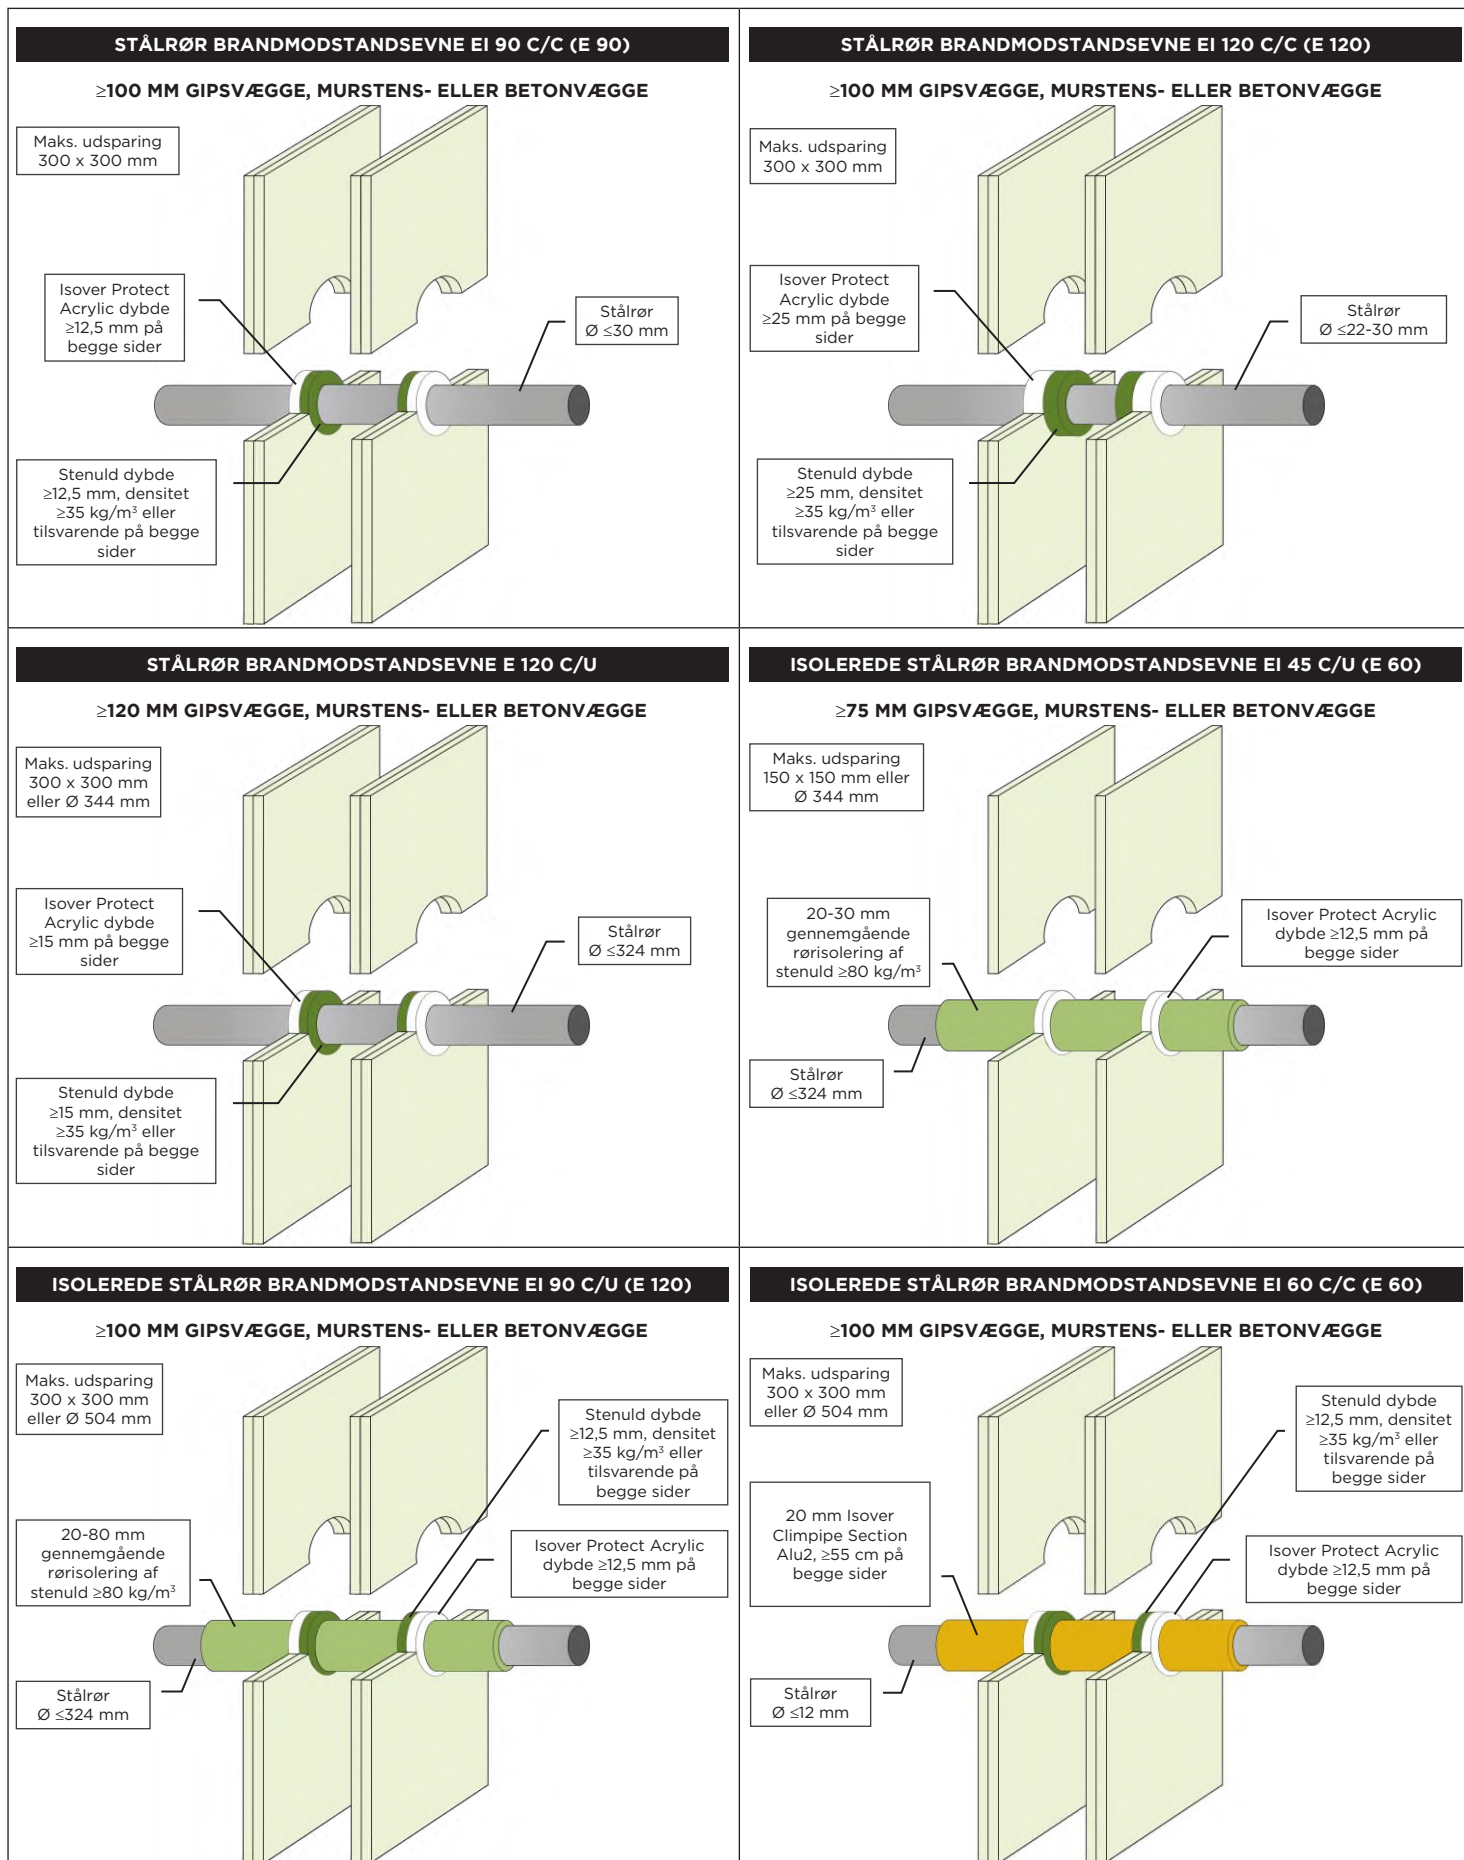 STÅLRØR BRANDMODSTANDSEVNE EI 90 C/C (E 90)
≥100 MM GIPSVÆGGE, MURSTENS- ELLER BETONVÆGGE
Maks. udsparing
300 x 300 mm
Isover Protect
Acrylic dybde
≥12,5 mm på
begge sider
Stålrør
Ø ≤30 mm
Stenuld dybde
≥12,5 mm, densitet
≥35 kg/m³ eller
tilsvarende på begge
sider
STÅLRØR BRANDMODSTANDSEVNE EI 120 C/C (E 120)
≥100 MM GIPSVÆGGE, MURSTENS- ELLER BETONVÆGGE
Maks. udsparing
300 x 300 mm
Isover Protect
Acrylic dybde
≥25 mm på begge
sider
Stålrør
Ø ≤22-30 mm
Stenuld dybde
≥25 mm, densitet
≥35 kg/m³ eller
tilsvarende på begge
sider
STÅLRØR BRANDMODSTANDSEVNE E 120 C/U
≥120 MM GIPSVÆGGE, MURSTENS- ELLER BETONVÆGGE
Maks. udsparing
300 x 300 mm
eller Ø 344 mm
Isover Protect
Acrylic dybde
≥15 mm på begge
sider
Stålrør
Ø ≤324 mm
Stenuld dybde
≥15 mm, densitet
≥35 kg/m³ eller
tilsvarende på begge
sider
ISOLEREDE STÅLRØR BRANDMODSTANDSEVNE EI 45 C/U (E 60)
≥75 MM GIPSVÆGGE, MURSTENS- ELLER BETONVÆGGE
Maks. udsparing
150 x 150 mm eller
Ø 344 mm
20-30 mm
gennemgående
rørisolering af
stenuld ≥80 kg/m³
Isover Protect Acrylic
dybde ≥12,5 mm på
begge sider
Stålrør
Ø ≤324 mm
ISOLEREDE STÅLRØR BRANDMODSTANDSEVNE EI 90 C/U (E 120)
≥100 MM GIPSVÆGGE, MURSTENS- ELLER BETONVÆGGE
Maks. udsparing
300 x 300 mm
eller Ø 504 mm
Stenuld dybde
≥12,5 mm, densitet
≥35 kg/m³ eller
tilsvarende på
begge sider
20-80 mm
gennemgående
rørisolering af
stenuld ≥80 kg/m³
Isover Protect Acrylic
dybde ≥12,5 mm på
begge sider
Stålrør
Ø ≤324 mm
ISOLEREDE STÅLRØR BRANDMODSTANDSEVNE EI 60 C/C (E 60)
≥100 MM GIPSVÆGGE, MURSTENS- ELLER BETONVÆGGE
Maks. udsparing
300 x 300 mm
eller Ø 504 mm
Stenuld dybde
≥12,5 mm, densitet
≥35 kg/m³ eller
tilsvarende på
begge sider
20 mm Isover
Climpipe Section
Alu2, ≥55 cm på
begge sider
Isover Protect Acrylic
dybde ≥12,5 mm på
begge sider
Stålrør
Ø ≤12 mm